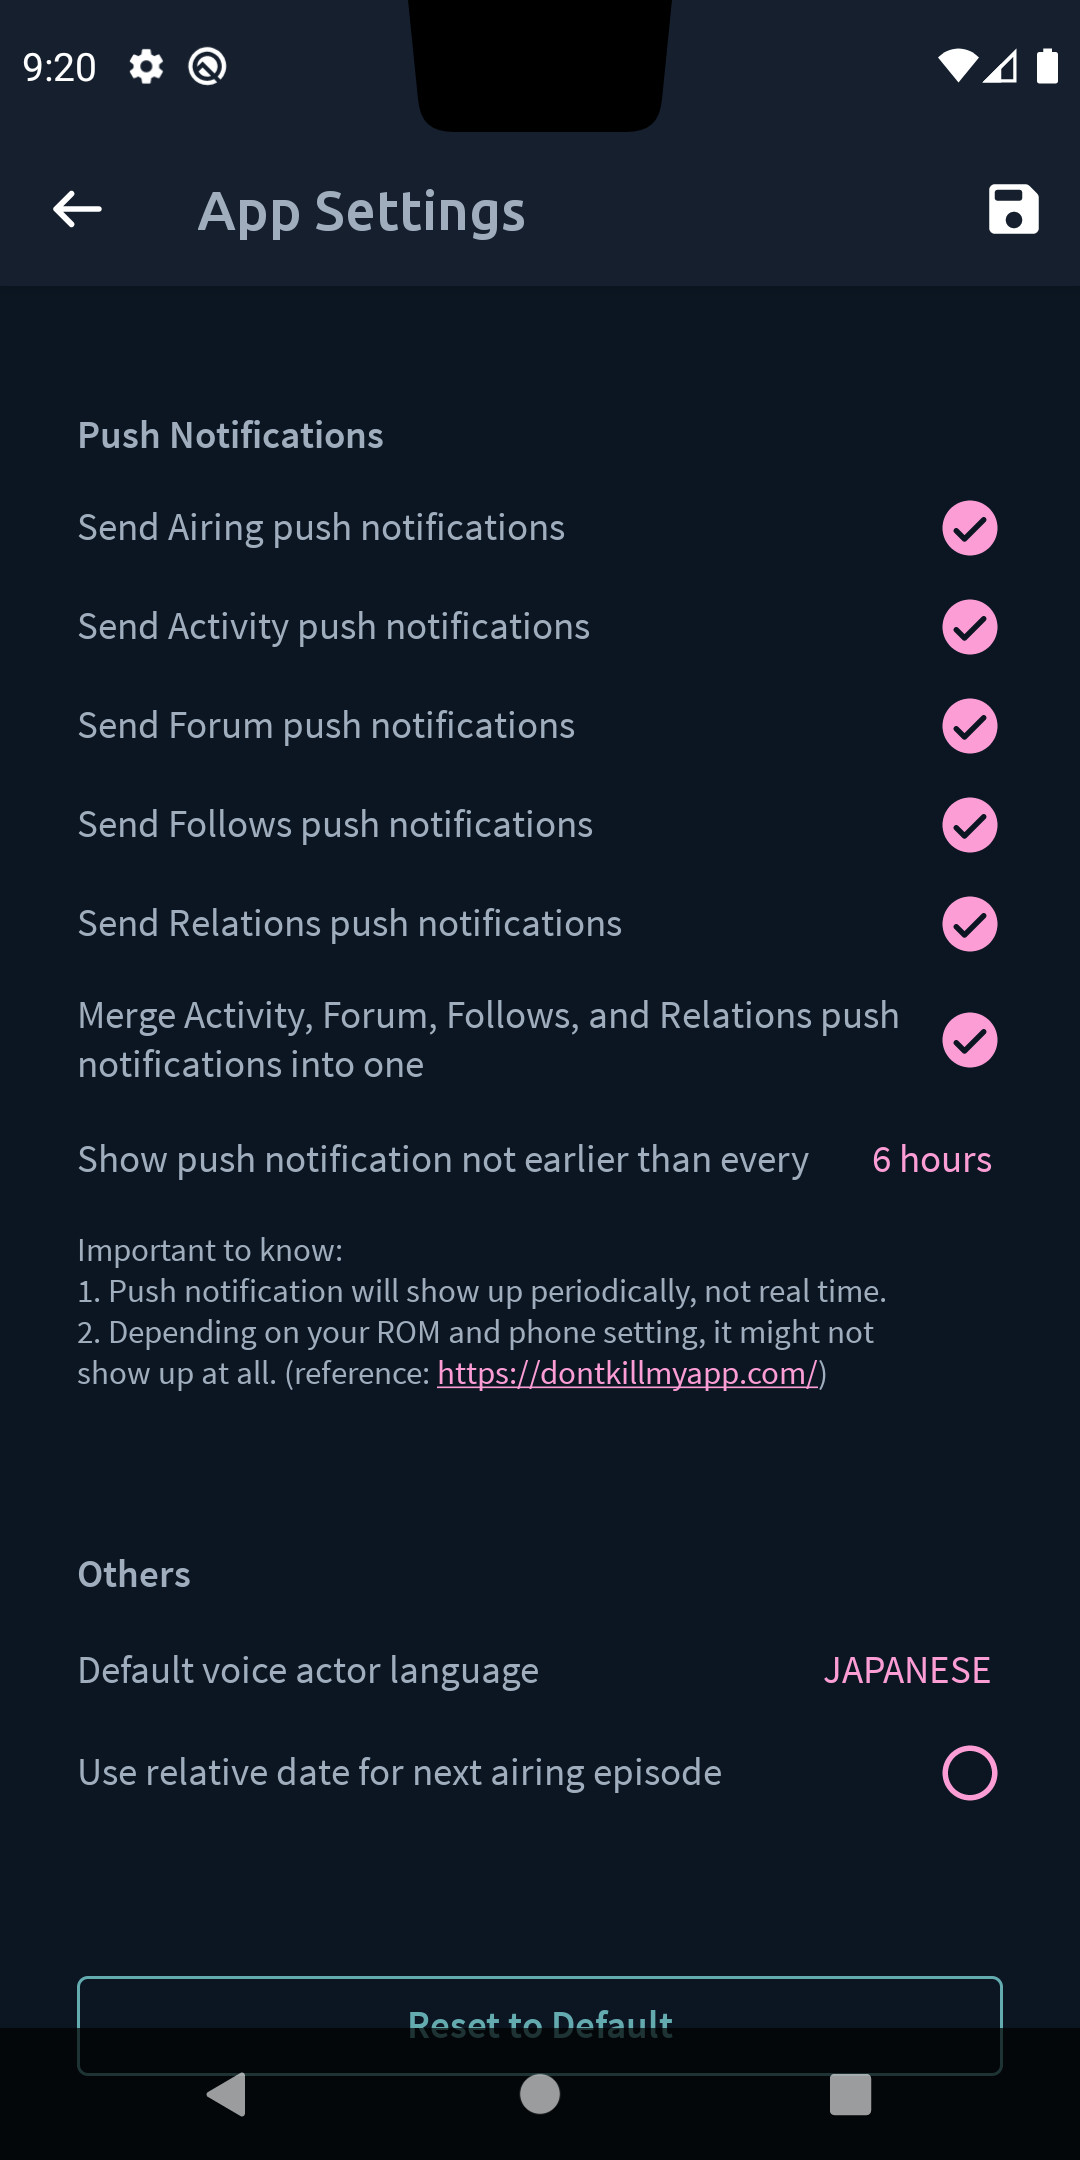 9:20
App Settings
Push Notifications
Send Airing push notifications
Send Activity push notifications
Send Forum push notifications
Send Follows push notifications
Send Relations push notifications
Merge Activity, Forum, Follows, and Relations push
notifications into one
Show push notification not earlier than every 6 hours
Important to know:
1. Push notification will show up periodically, not real time.
2. Depending on your ROM and phone setting, it might not
show up at all. (reference: https://dontkillmyapp.com/)
Others
Default voice actor language JAPANESE
Use relative date for next airing episode
Reset to Default